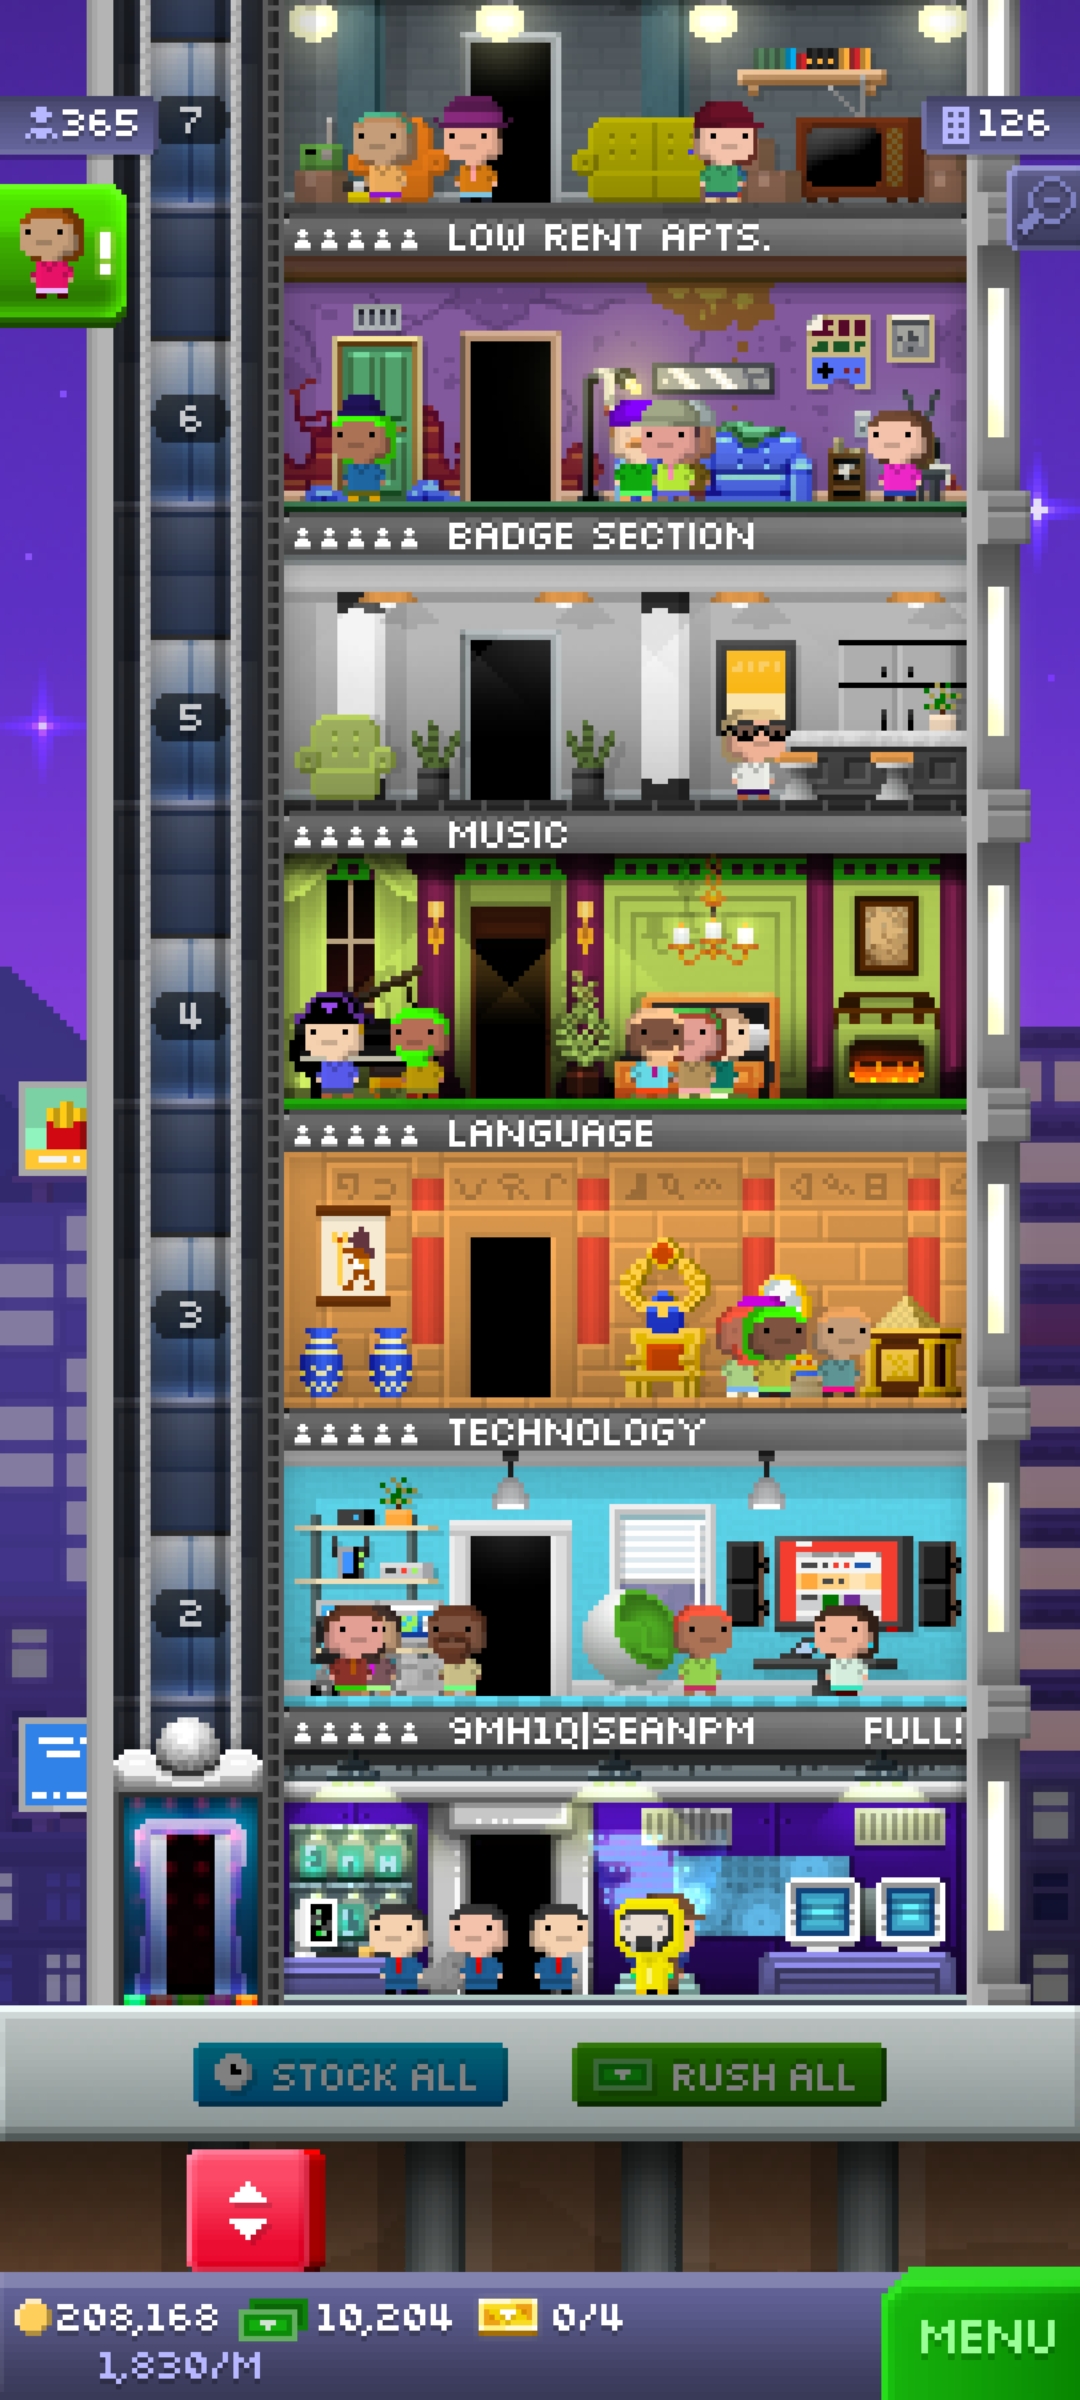 365
7
126
LOW RENT APTS.
!
6
BADGE SECTION
5
MUSIC
4
LANGUAGE
3
TECHNOLOGY
2
9MH1Q|SEANPM FULL!
STOCK ALL
RUSH ALL
208,168 10,204 0/4
1,830/M
MENU